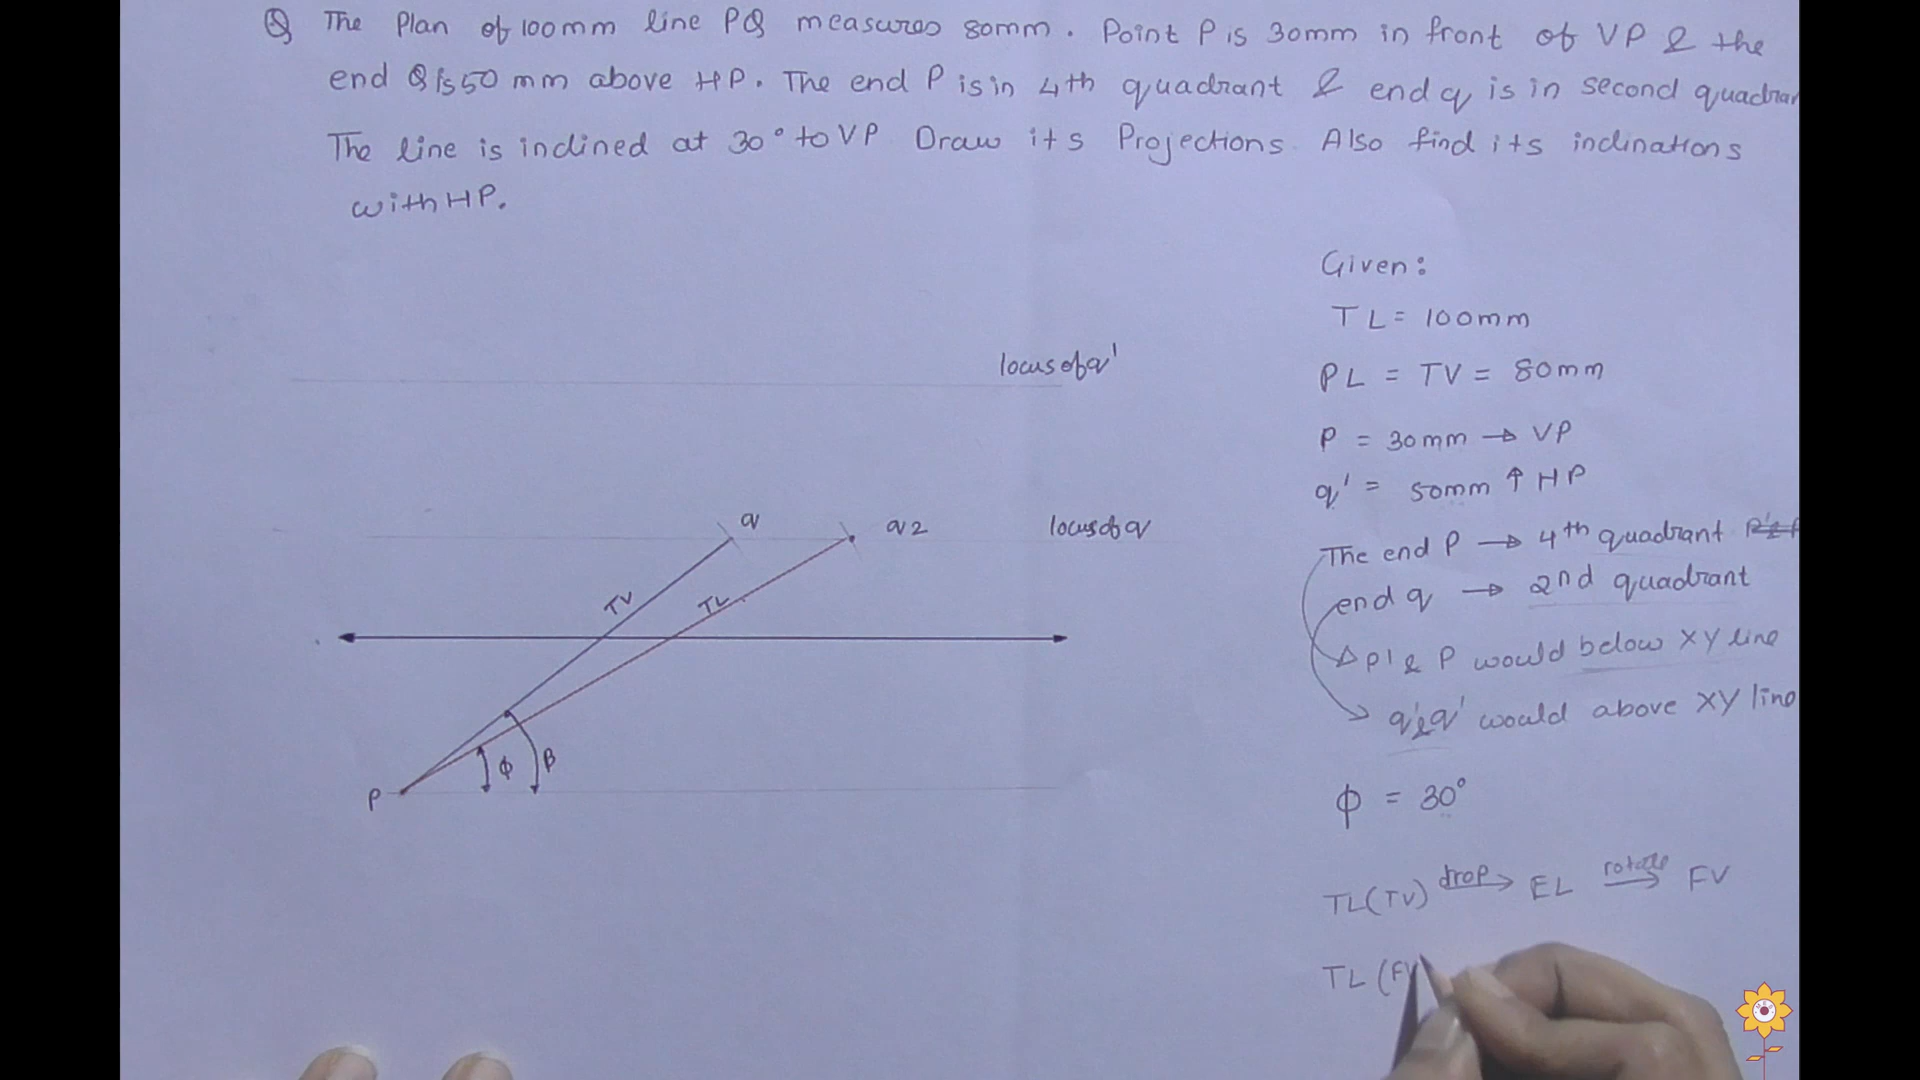 Q The Plan of 100mm line PQ measures 80mm. Point P is 30mm in front of VP & the
end Q is 50 mm above HP. The end P is in 4th quadrant & end q is in second quadran
The line is inclined at 30° to VP Draw its Projections Also find its inclinations
with HP.
Given:
TL = 100mm
PL = TV = 80mm
P = 30mm → VP
q' = 50mm ↑ HP
The end P → 4th quadrant
end q → 2nd quadrant
P' & P would below XY line
q' & q' would above XY line
ϕ = 30°
TL(TV) drop→ EL rotate→ FV
TL (FV
locus of q'
q
q2
locus of q
TV
TL
ϕ
β
P